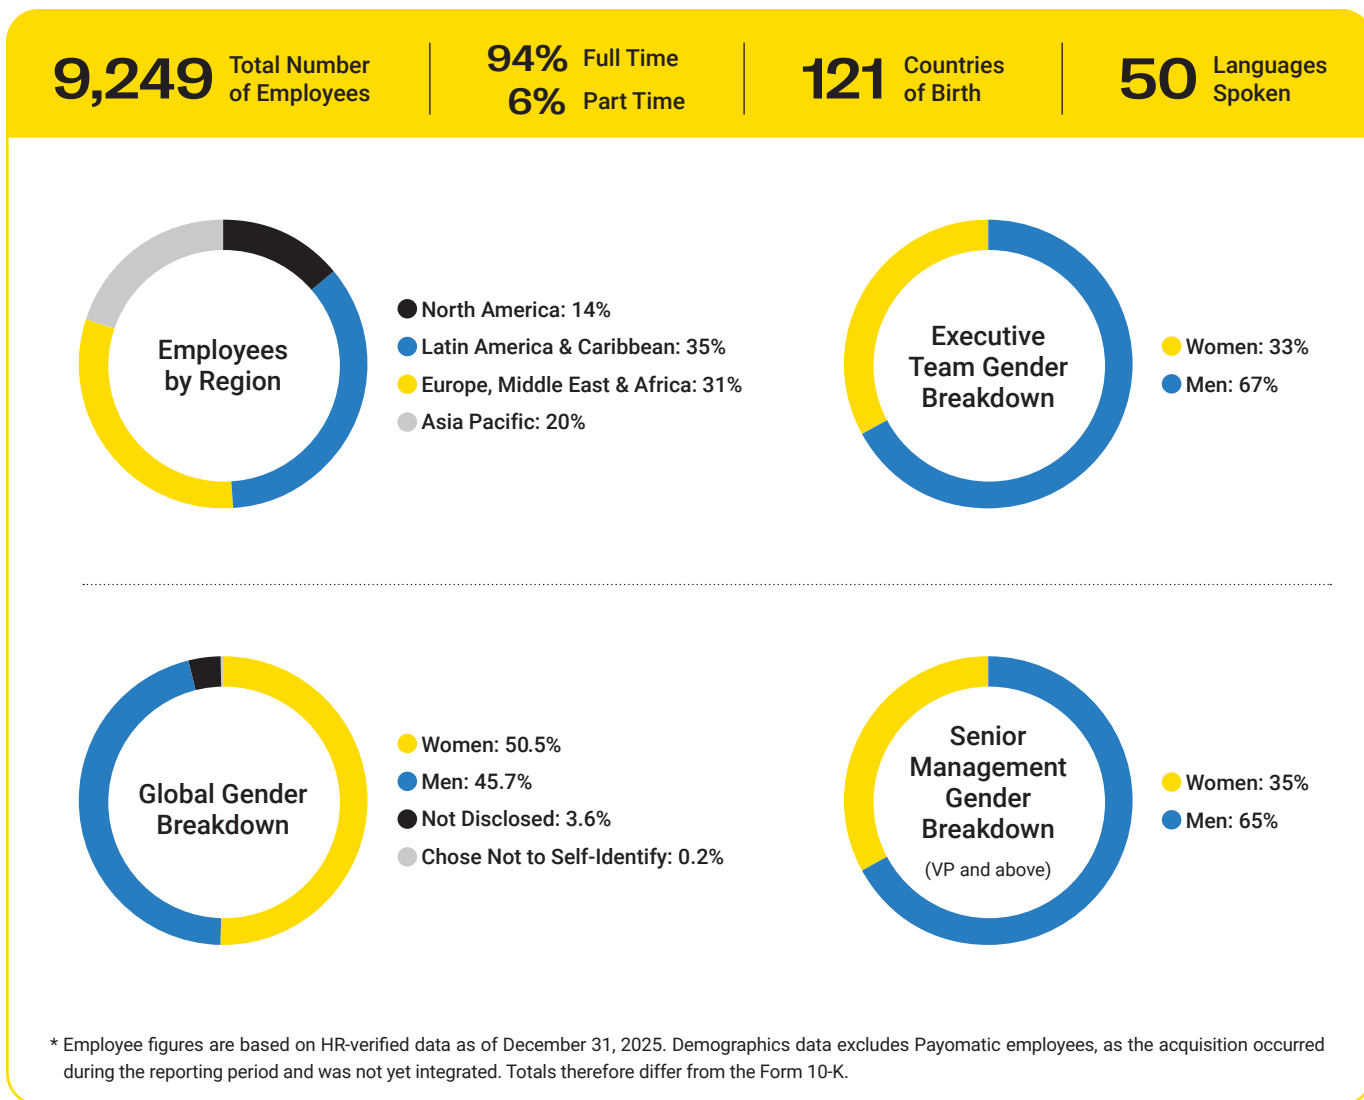 9,249
Total Number
of Employees
94% Full Time
6% Part Time
121
Countries
of Birth
50
Languages
Spoken
Employees
by Region
North America: 14%
Latin America & Caribbean: 35%
Europe, Middle East & Africa: 31%
Asia Pacific: 20%
Executive
Team Gender
Breakdown
Women: 33%
Men: 67%
Global Gender
Breakdown
Women: 50.5%
Men: 45.7%
Not Disclosed: 3.6%
Chose Not to Self-Identify: 0.2%
Senior
Management
Gender
Breakdown
(VP and above)
Women: 35%
Men: 65%
* Employee figures are based on HR-verified data as of December 31, 2025. Demographics data excludes Payomatic employees, as the acquisition occurred
during the reporting period and was not yet integrated. Totals therefore differ from the Form 10-K.